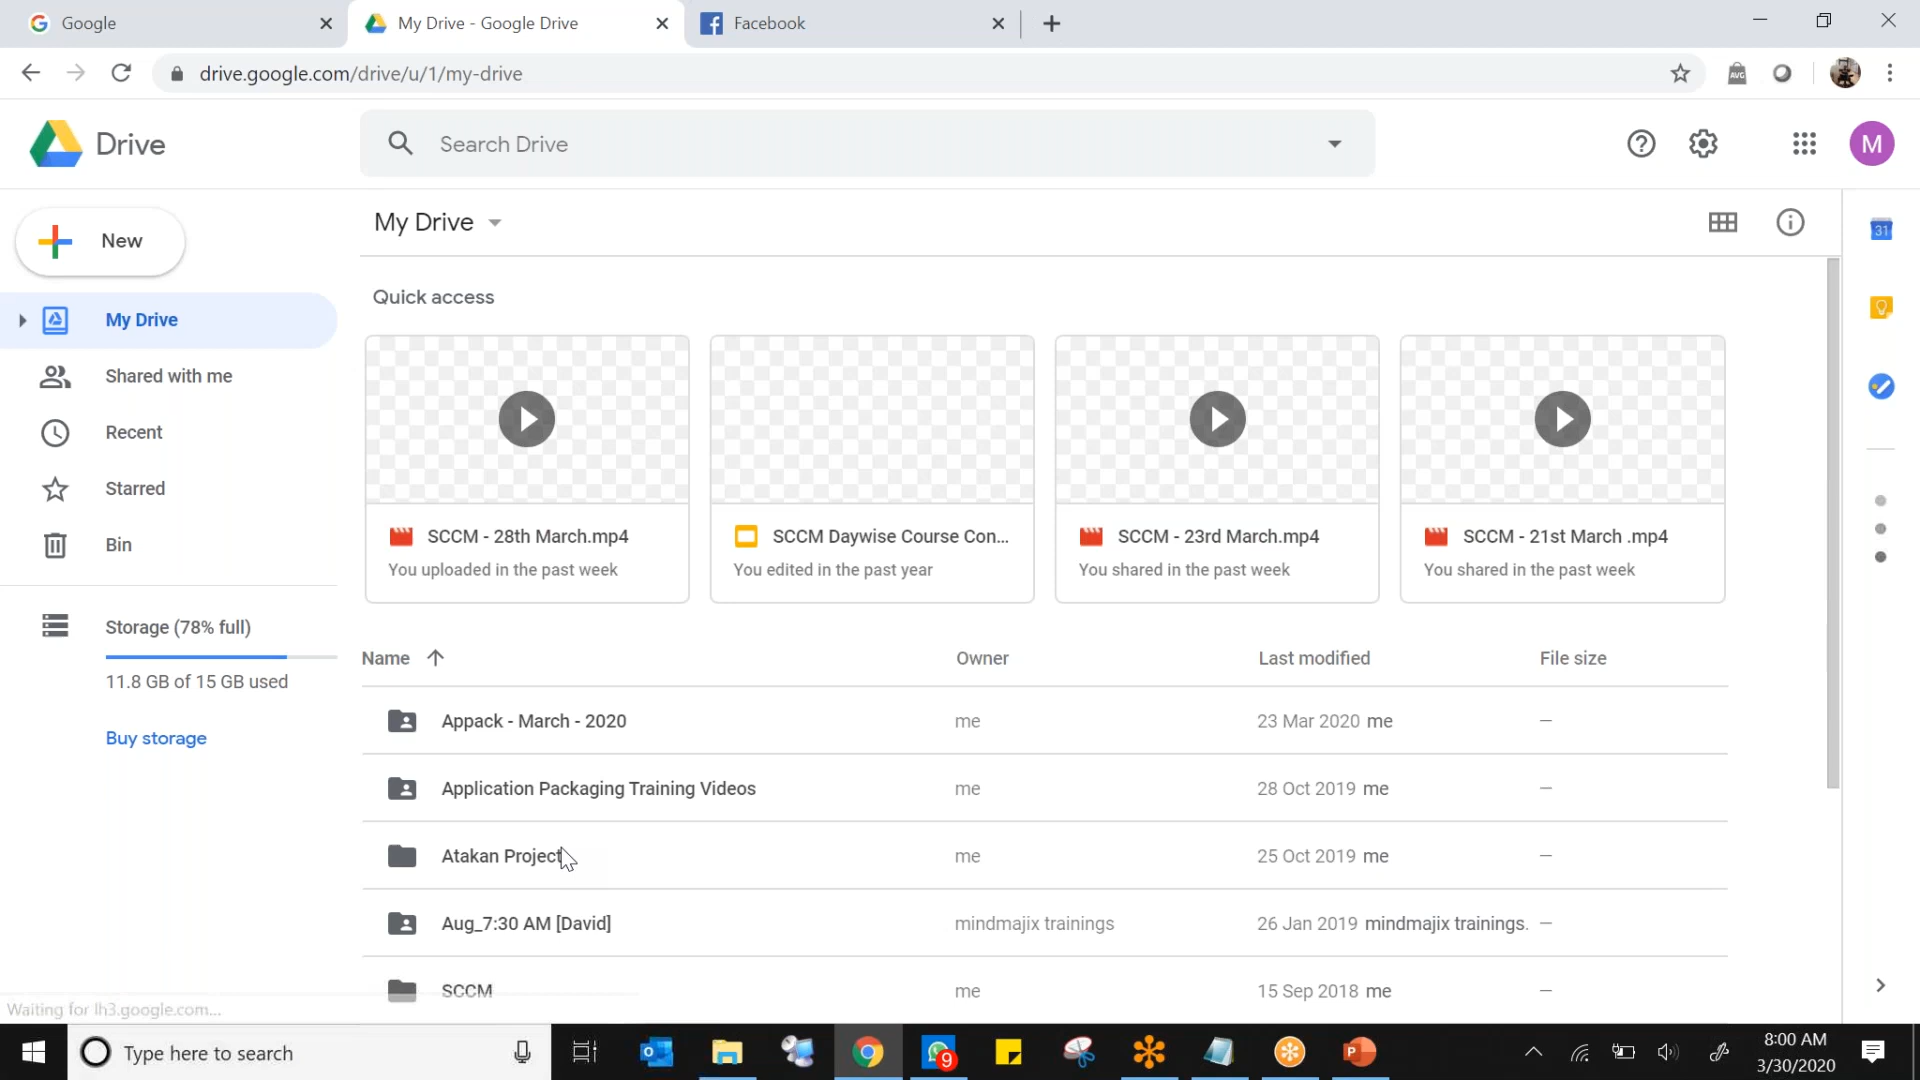 Google
My Drive - Google Drive
Facebook
drive.google.com/drive/u/1/my-drive
AVG
Drive
Search Drive
M
New
My Drive
31
Quick access
My Drive
Shared with me
Recent
Starred
Bin
SCCM - 28th March.mp4
You uploaded in the past week
SCCM Daywise Course Con...
You edited in the past year
SCCM - 23rd March.mp4
You shared in the past week
SCCM - 21st March .mp4
You shared in the past week
Storage (78% full)
11.8 GB of 15 GB used
Buy storage
Name Owner Last modified File size
Appack - March - 2020 me 23 Mar 2020 me –
Application Packaging Training Videos me 28 Oct 2019 me –
Atakan Project me 25 Oct 2019 me –
Aug_7:30 AM [David] mindmajix trainings 26 Jan 2019 mindmajix trainings. –
SCCM me 15 Sep 2018 me –
Waiting for lh3.google.com...
Type here to search
9
8:00 AM
3/30/2020